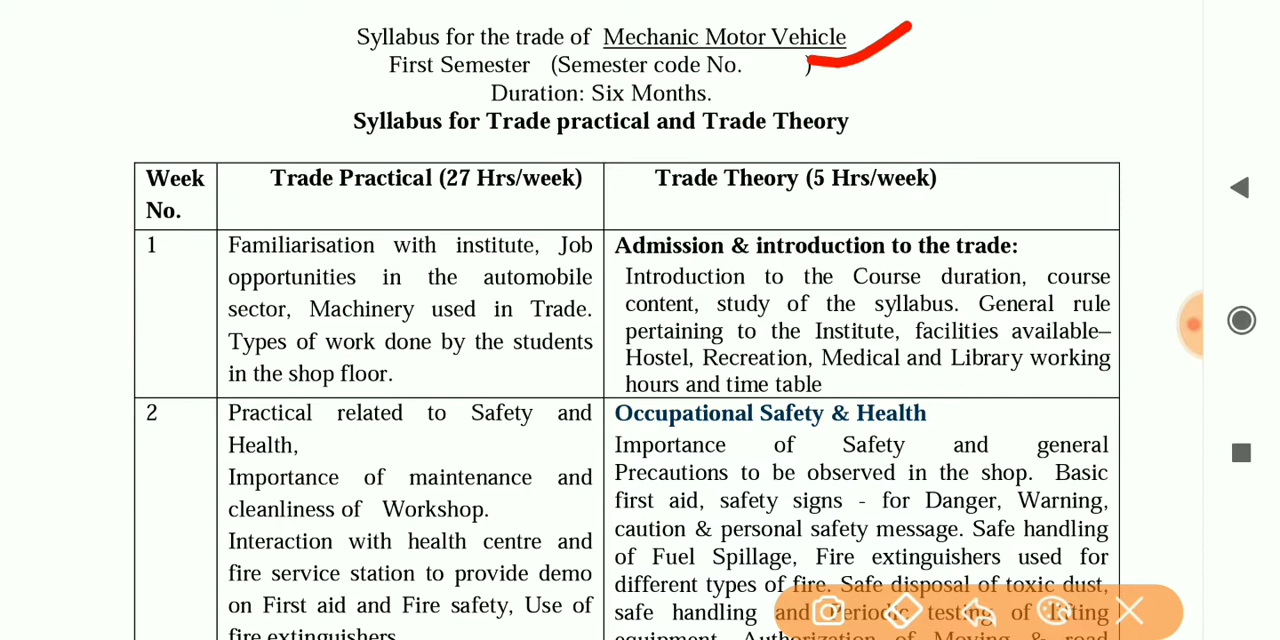 Syllabus for the trade of Mechanic Motor Vehicle
First Semester (Semester code No. )
Duration: Six Months.
Syllabus for Trade practical and Trade Theory
Week No.
Trade Practical (27 Hrs/week)
Trade Theory (5 Hrs/week)
1
Familiarisation with institute, Job
opportunities in the automobile
sector, Machinery used in Trade.
Types of work done by the students
in the shop floor.
Admission & introduction to the trade:
Introduction to the Course duration, course
content, study of the syllabus. General rule
pertaining to the Institute, facilities available–
Hostel, Recreation, Medical and Library working
hours and time table
2
Practical related to Safety and
Health,
Importance of maintenance and
cleanliness of Workshop.
Interaction with health centre and
fire service station to provide demo
on First aid and Fire safety, Use of
fire extinguishers.
Occupational Safety & Health
Importance of Safety and general
Precautions to be observed in the shop. Basic
first aid, safety signs - for Danger, Warning,
caution & personal safety message. Safe handling
of Fuel Spillage, Fire extinguishers used for
different types of fire. Safe disposal of toxic dust,
safe handling and Periodic testing of lifting
equipment, Authorization of Moving & road